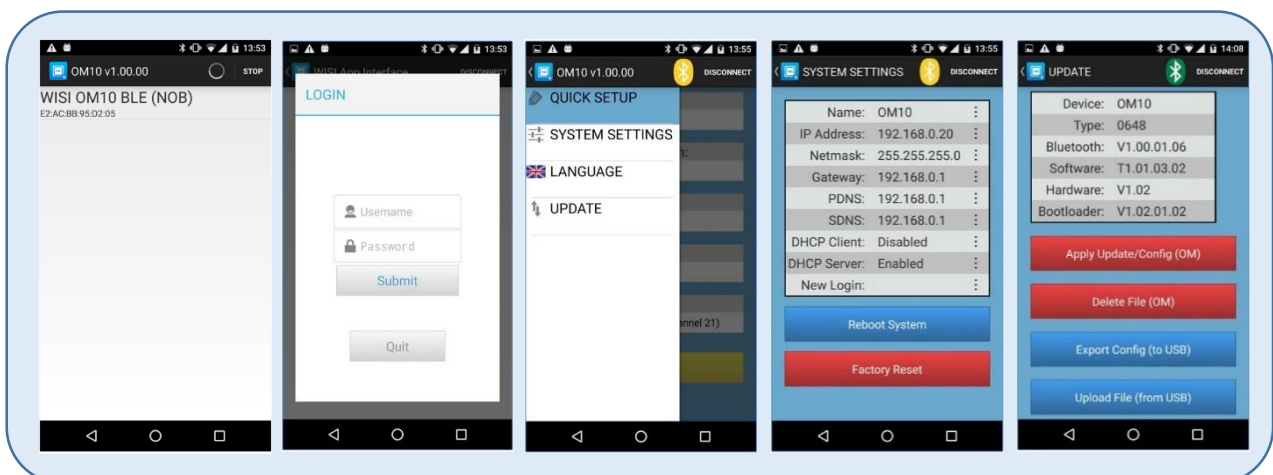 13:53
OM10 v1.00.00 STOP
WISI OM10 BLE (NOB)
E2:AC:BB:95:D2:05
13:53
WISI App Interface DISCONNECT
LOGIN
Username
Password
Submit
Quit
13:55
OM10 v1.00.00 DISCONNECT
QUICK SETUP
SYSTEM SETTINGS
LANGUAGE
UPDATE
annel 21)
13:55
SYSTEM SETTINGS DISCONNECT
Name: OM10
IP Address: 192.168.0.20
Netmask: 255.255.255.0
Gateway: 192.168.0.1
PDNS: 192.168.0.1
SDNS: 192.168.0.1
DHCP Client: Disabled
DHCP Server: Enabled
New Login:
Reboot System
Factory Reset
14:08
UPDATE DISCONNECT
Device: OM10
Type: 0648
Bluetooth: V1.00.01.06
Software: T1.01.03.02
Hardware: V1.02
Bootloader: V1.02.01.02
Apply Update/Config (OM)
Delete File (OM)
Export Config (to USB)
Upload File (from USB)